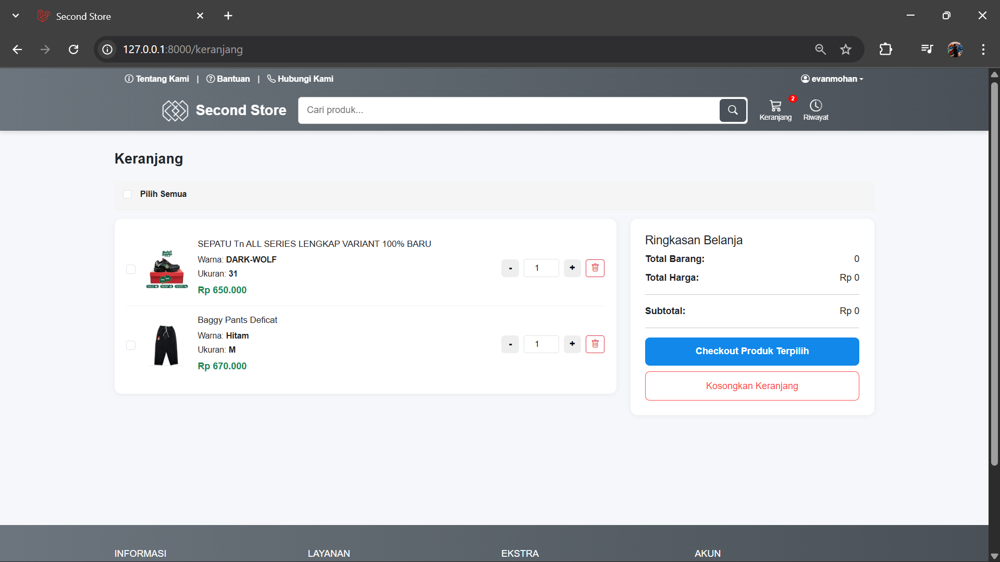 Second Store
127.0.0.1:8000/keranjang
Tentang Kami | Bantuan | Hubungi Kami
evanmohan
Second Store
Cari produk...
2
Keranjang
Riwayat
Keranjang
Pilih Semua
SEPATU Tn ALL SERIES LENGKAP VARIANT 100% BARU
Warna: DARK-WOLF
Ukuran: 31
Rp 650.000
- 1 +
Baggy Pants Deficat
Warna: Hitam
Ukuran: M
Rp 670.000
- 1 +
Ringkasan Belanja
Total Barang: 0
Total Harga: Rp 0
Subtotal: Rp 0
Checkout Produk Terpilih
Kosongkan Keranjang
INFORMASI
LAYANAN
EKSTRA
AKUN